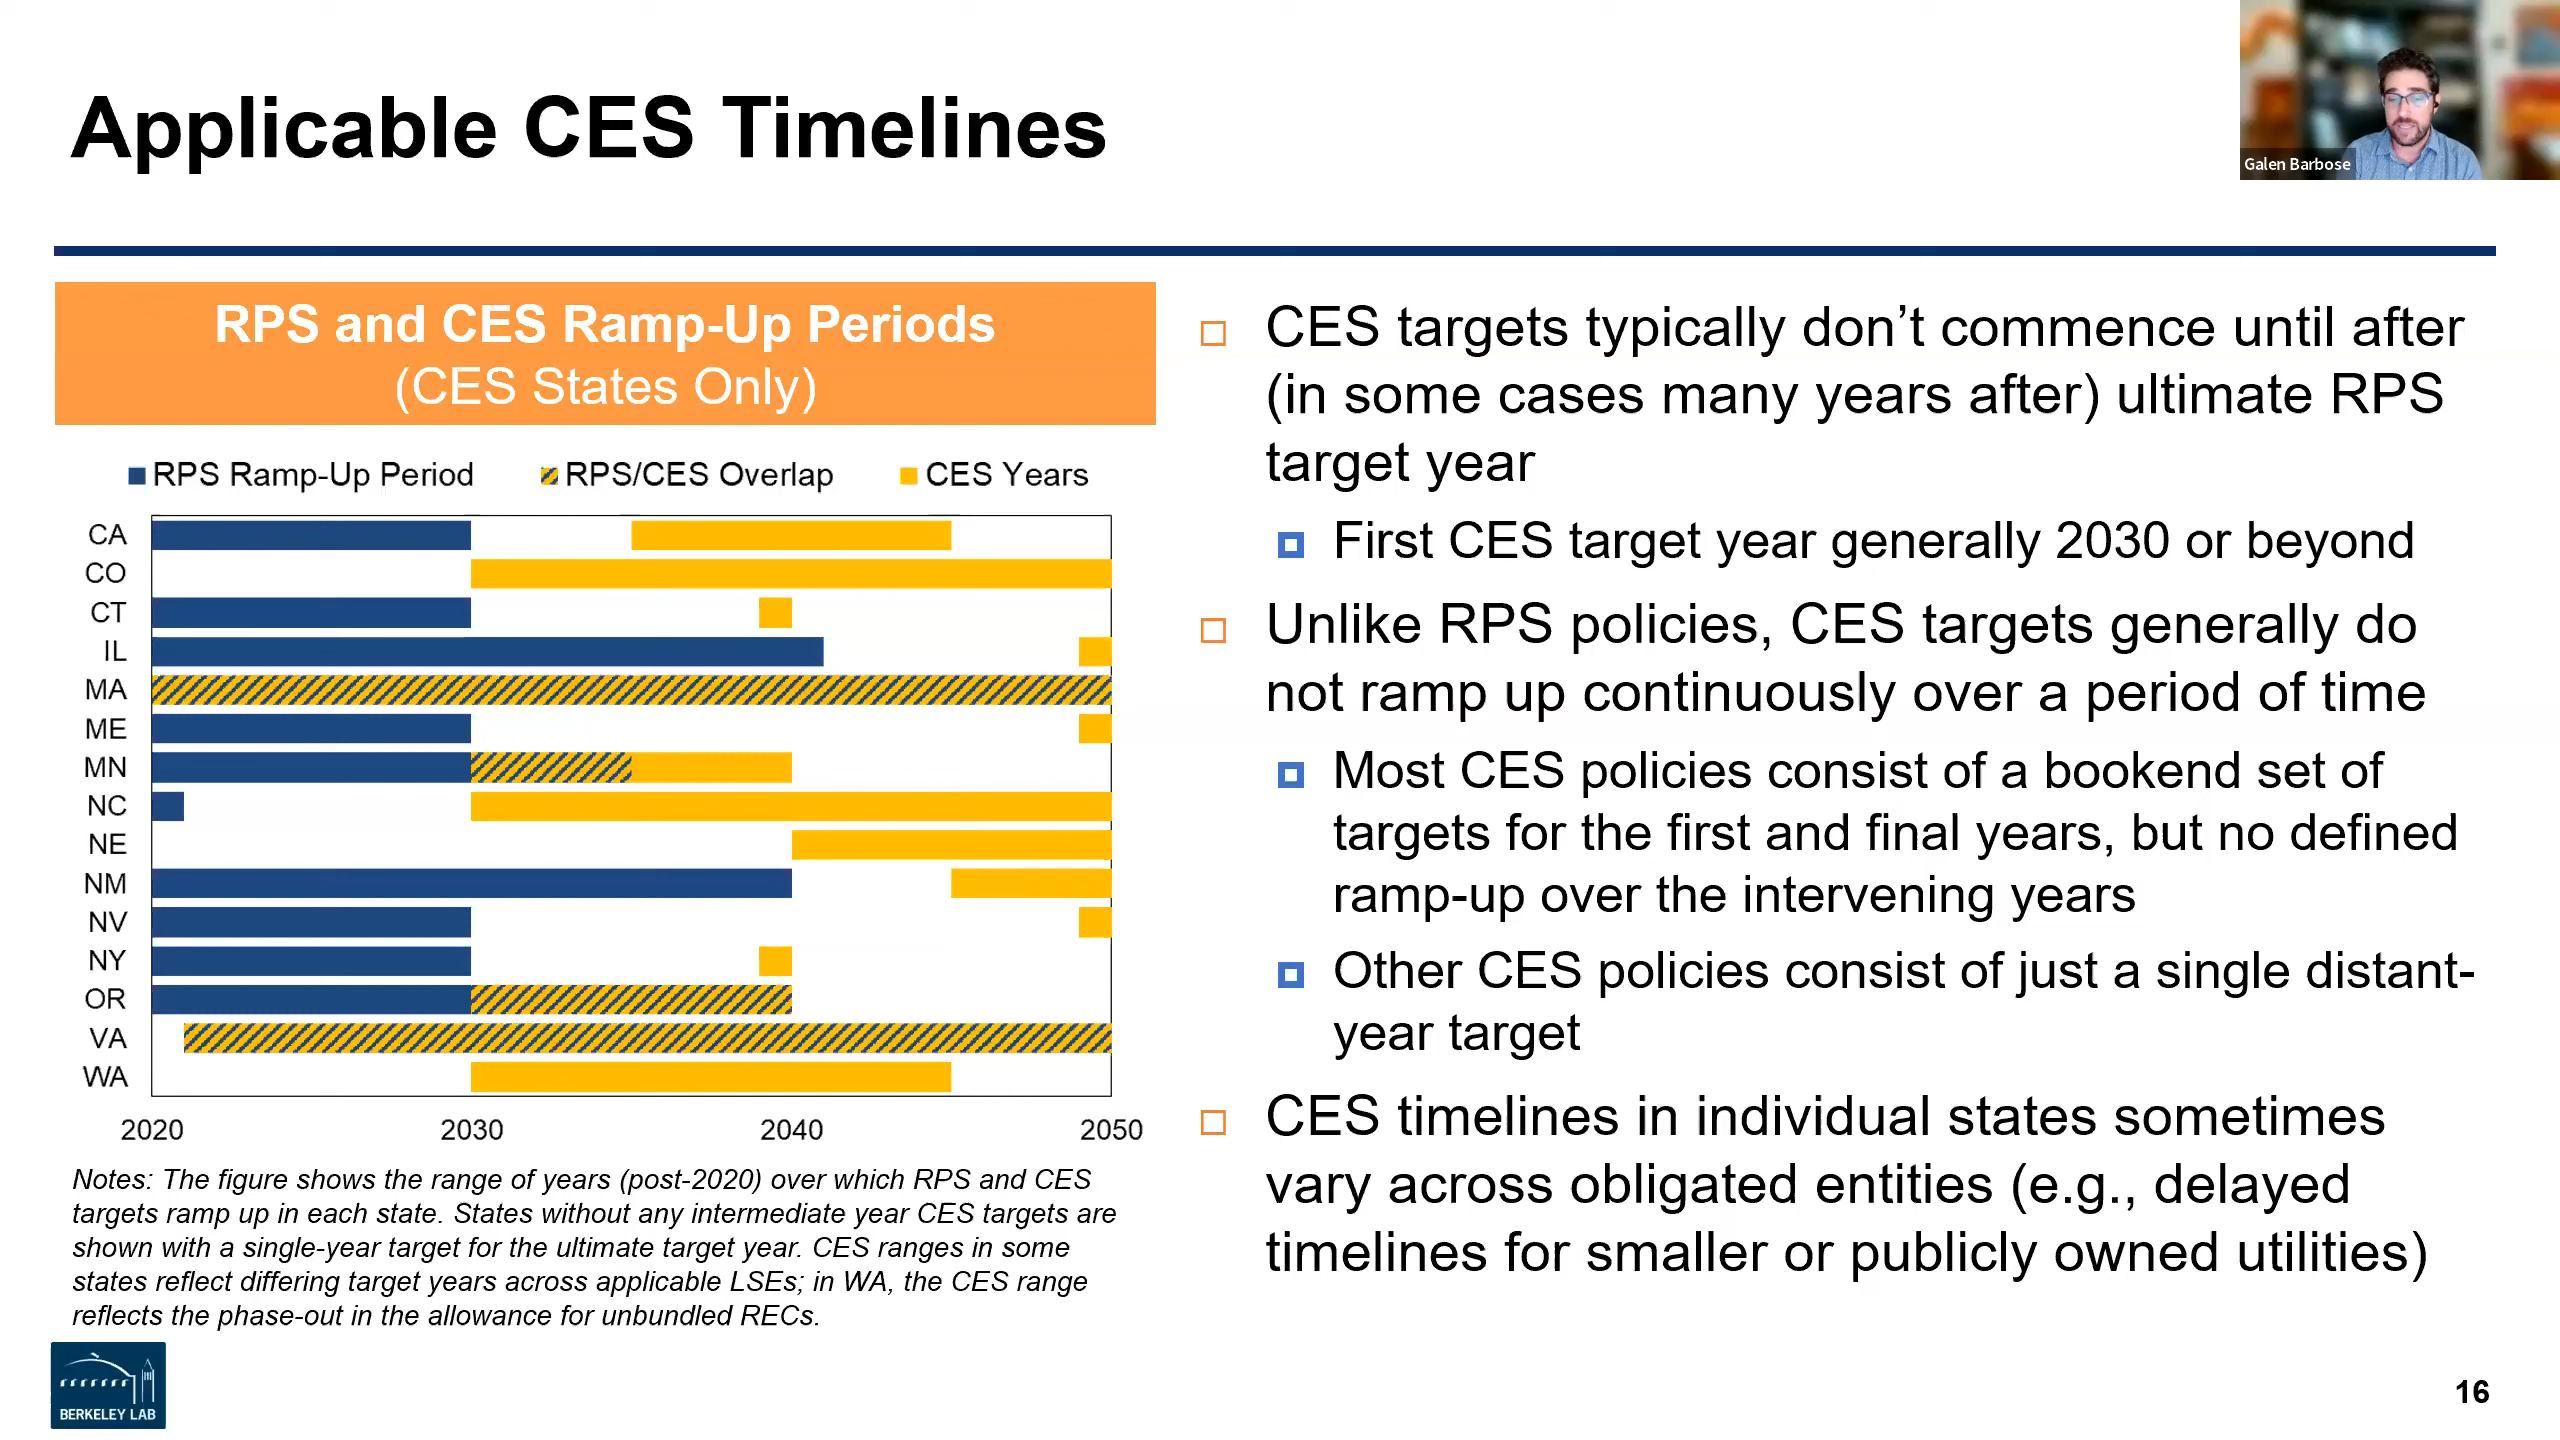 Applicable CES Timelines
Galen Barbose
RPS and CES Ramp-Up Periods
(CES States Only)
RPS Ramp-Up Period
RPS/CES Overlap
CES Years
CA
CO
CT
IL
MA
ME
MN
NC
NE
NM
NV
NY
OR
VA
WA
2020
2030
2040
2050
Notes: The figure shows the range of years (post-2020) over which RPS and CES
targets ramp up in each state. States without any intermediate year CES targets are
shown with a single-year target for the ultimate target year. CES ranges in some
states reflect differing target years across applicable LSEs; in WA, the CES range
reflects the phase-out in the allowance for unbundled RECs.
CES targets typically don’t commence until after
(in some cases many years after) ultimate RPS
target year
First CES target year generally 2030 or beyond
Unlike RPS policies, CES targets generally do
not ramp up continuously over a period of time
Most CES policies consist of a bookend set of
targets for the first and final years, but no defined
ramp-up over the intervening years
Other CES policies consist of just a single distant-
year target
CES timelines in individual states sometimes
vary across obligated entities (e.g., delayed
timelines for smaller or publicly owned utilities)
BERKELEY LAB
16